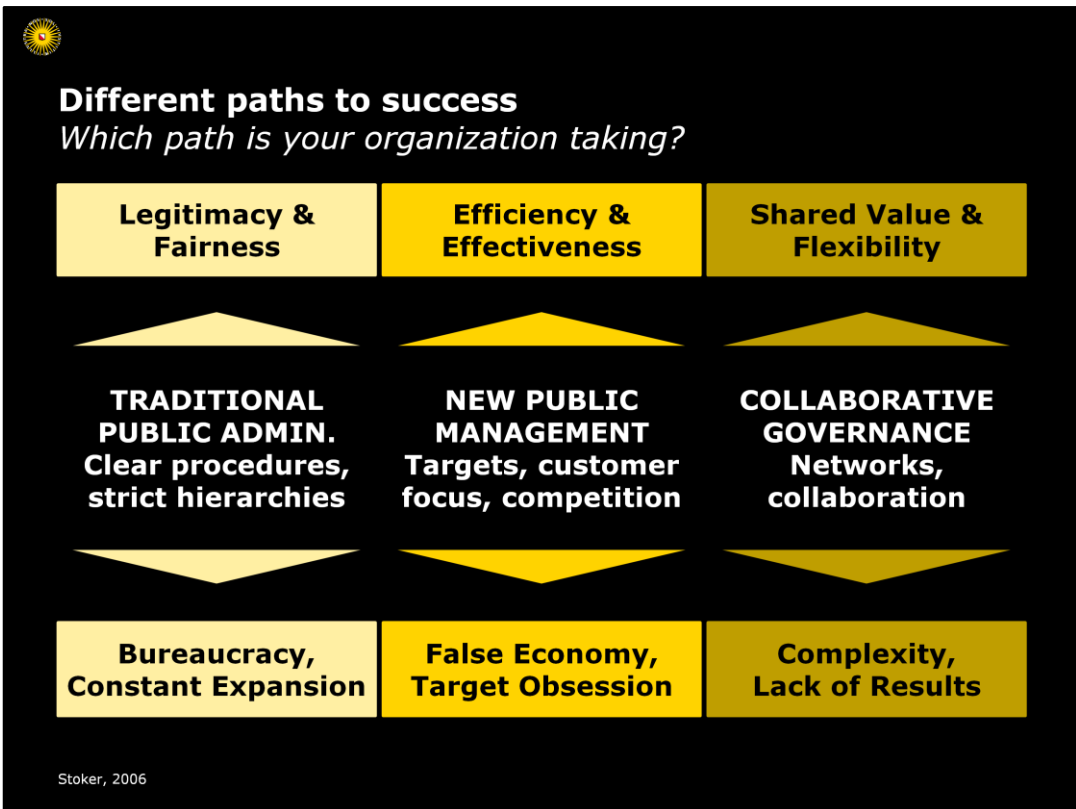 Different paths to success
Which path is your organization taking?
Legitimacy &
Fairness
Efficiency &
Effectiveness
Shared Value &
Flexibility
TRADITIONAL
PUBLIC ADMIN.
Clear procedures,
strict hierarchies
NEW PUBLIC
MANAGEMENT
Targets, customer
focus, competition
COLLABORATIVE
GOVERNANCE
Networks,
collaboration
Bureaucracy,
Constant Expansion
False Economy,
Target Obsession
Complexity,
Lack of Results
Stoker, 2006